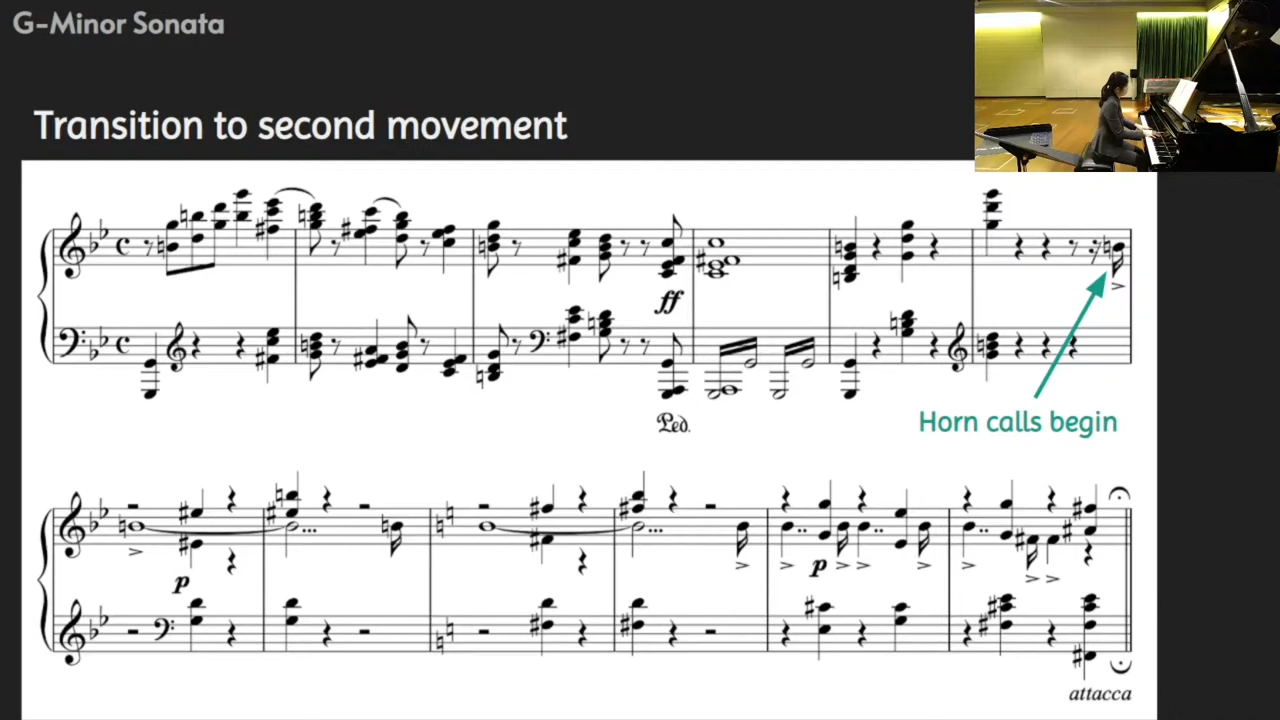 G-Minor Sonata
Transition to second movement
ff
Ped.
Horn calls begin
p
p
attacca